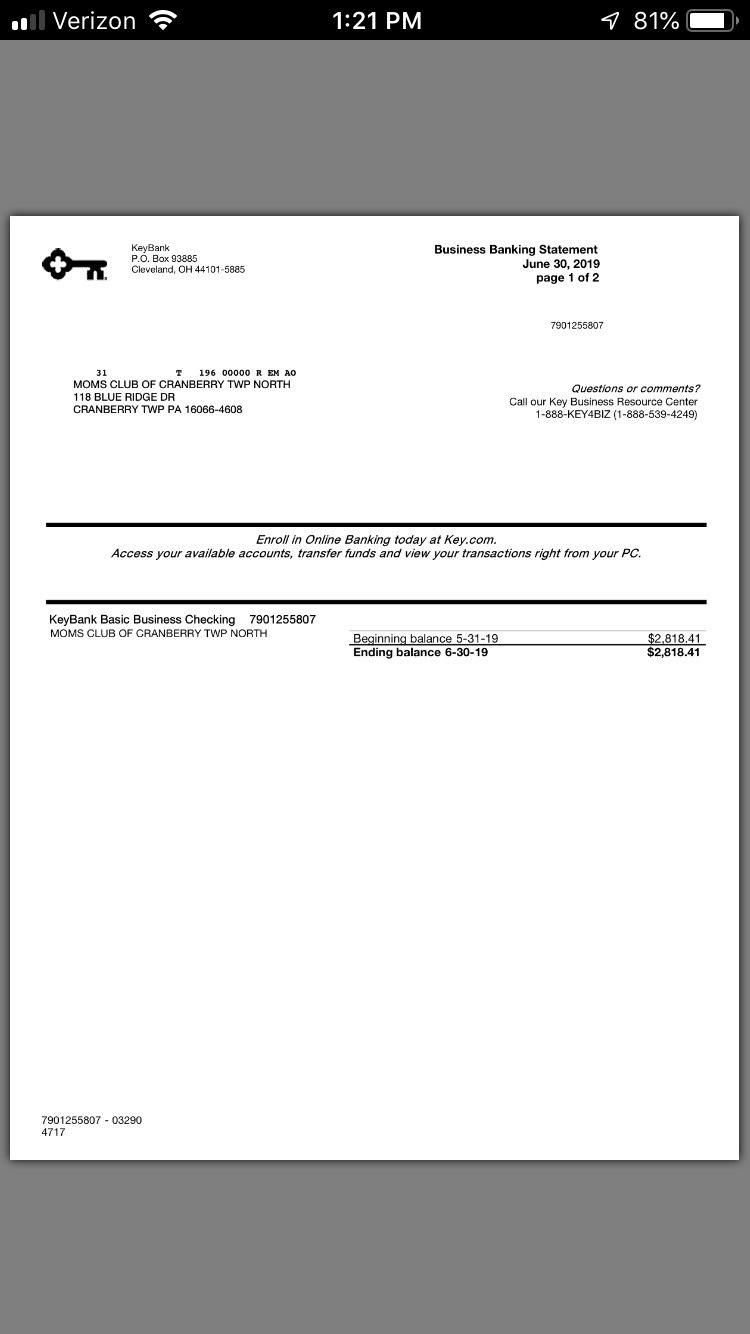 Verizon 1:21 PM 81%
KeyBank
P.O. Box 93885
Cleveland, OH 44101-5885
Business Banking Statement
June 30, 2019
page 1 of 2
7901255807
31 T 196 00000 R EM AO
MOMS CLUB OF CRANBERRY TWP NORTH
118 BLUE RIDGE DR
CRANBERRY TWP PA 16066-4608
Questions or comments?
Call our Key Business Resource Center
1-888-KEY4BIZ (1-888-539-4249)
Enroll in Online Banking today at Key.com.
Access your available accounts, transfer funds and view your transactions right from your PC.
KeyBank Basic Business Checking 7901255807
MOMS CLUB OF CRANBERRY TWP NORTH
Beginning balance 5-31-19 $2,818.41
Ending balance 6-30-19 $2,818.41
7901255807 - 03290
4717